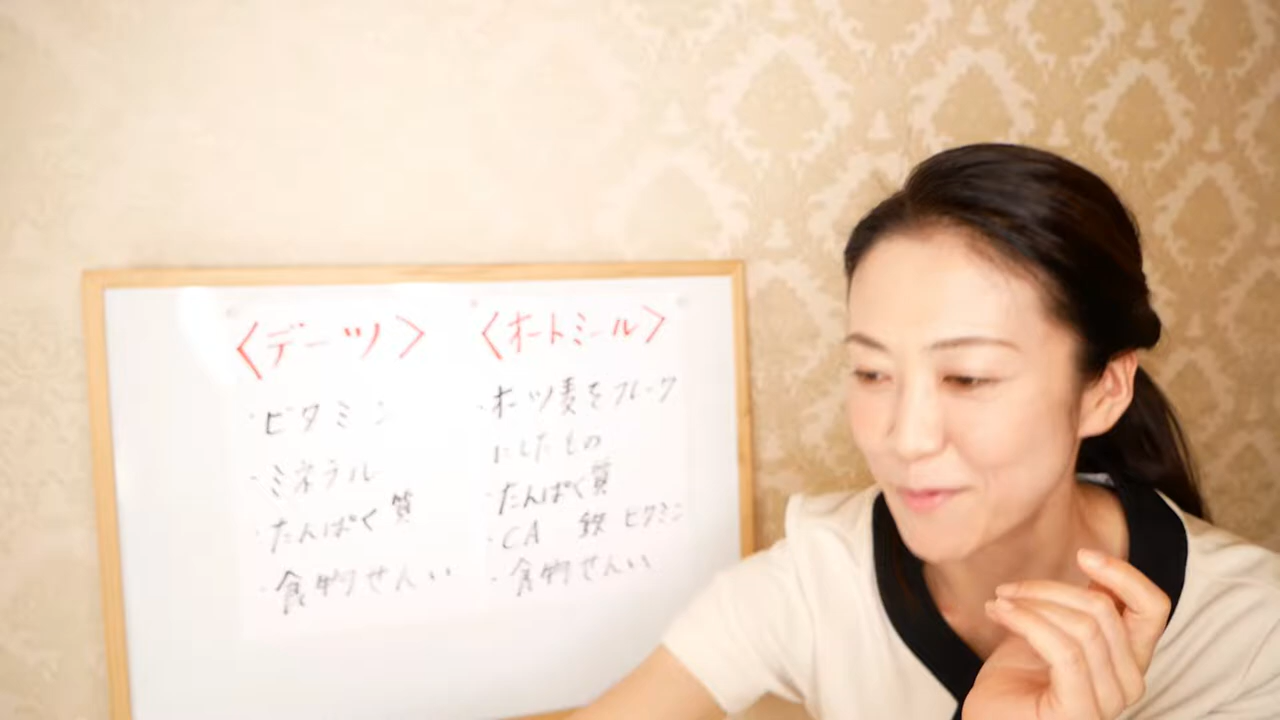 〈デーツ〉
・ビタミン
・ミネラル
・たんぱく質
・食物せんい
〈オートミール〉
・オーツ麦をフレーク
にしたもの
・たんぱく質
・CA 鉄 ビタミン
・食物せんい